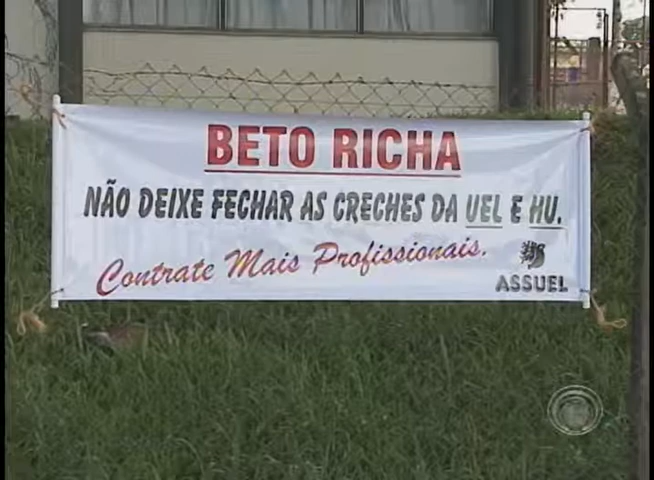 BETO RICHA
NÃO DEIXE FECHAR AS CRECHES DA UEL E HU.
Contrate Mais Profissionais.
ASSUEL